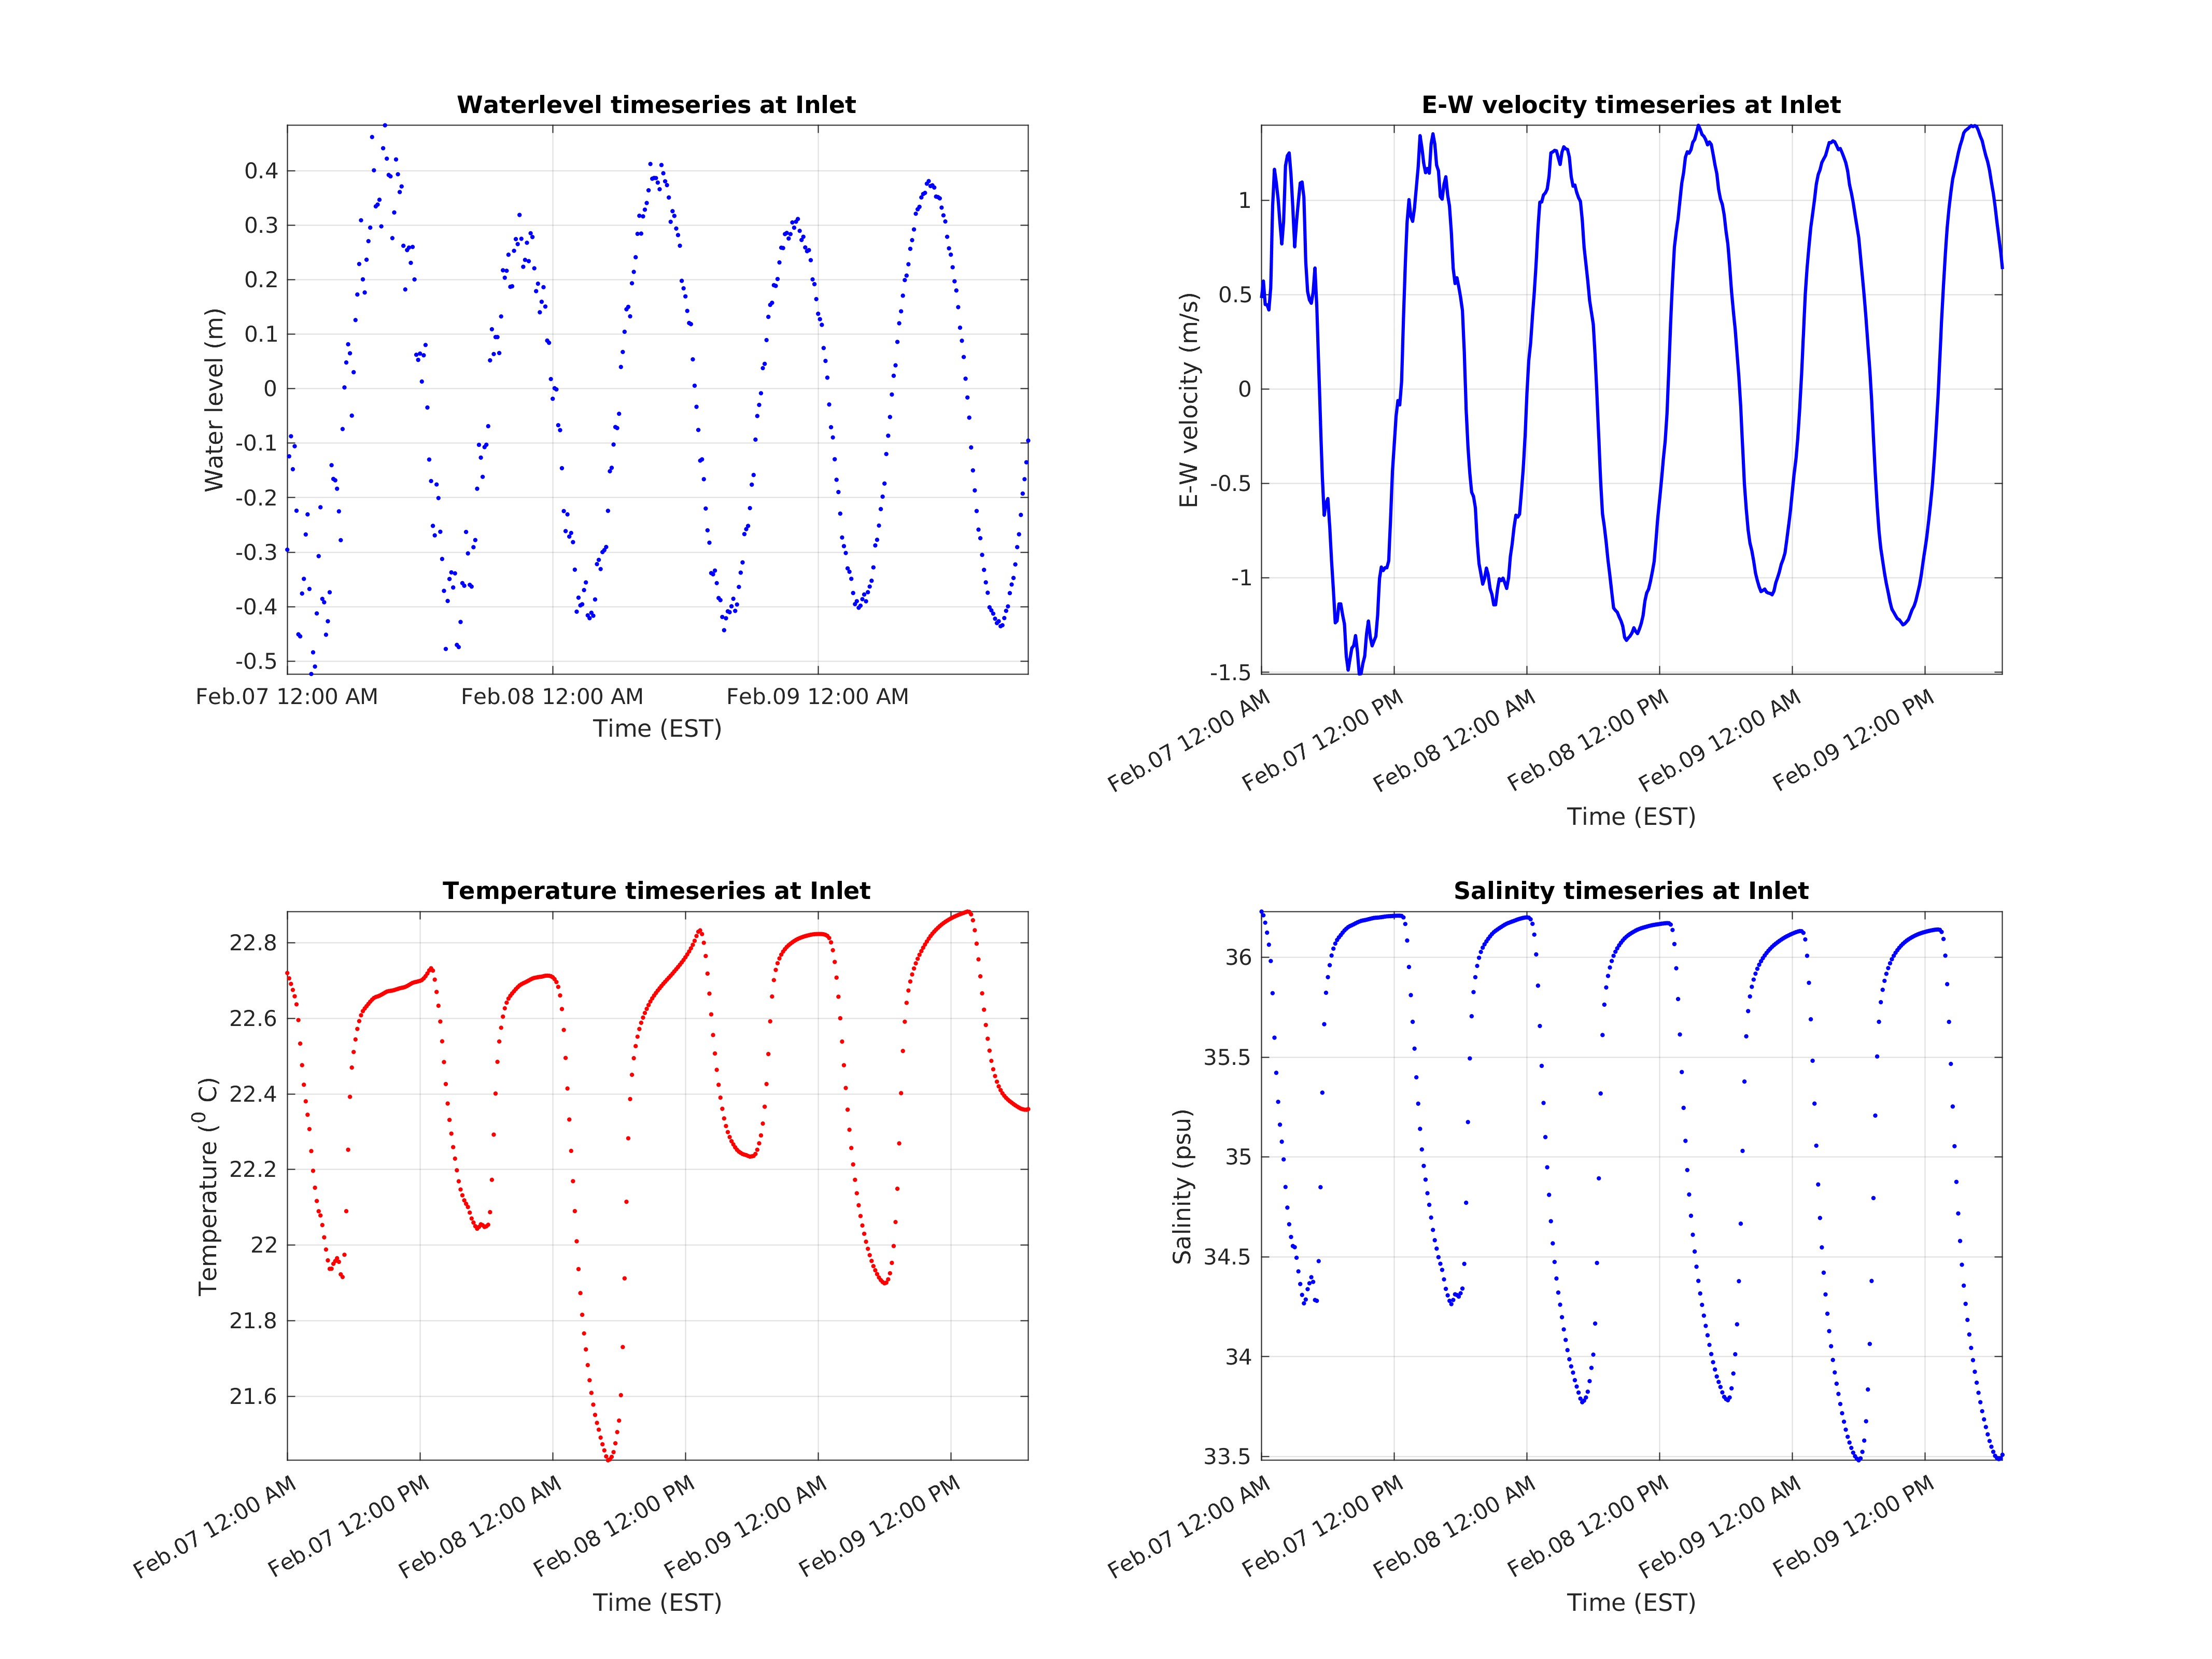 Waterlevel timeseries at Inlet
0.4
0.3
0.2
0.1
0
-0.1
-0.2
-0.3
-0.4
-0.5
Water level (m)
Feb.07 12:00 AM
Feb.08 12:00 AM
Feb.09 12:00 AM
Time (EST)
E-W velocity timeseries at Inlet
1
0.5
0
-0.5
-1
-1.5
E-W velocity (m/s)
Feb.07 12:00 AM
Feb.07 12:00 PM
Feb.08 12:00 AM
Feb.08 12:00 PM
Feb.09 12:00 AM
Feb.09 12:00 PM
Time (EST)
Temperature timeseries at Inlet
22.8
22.6
22.4
22.2
22
21.8
21.6
Temperature (⁰ C)
Feb.07 12:00 AM
Feb.07 12:00 PM
Feb.08 12:00 AM
Feb.08 12:00 PM
Feb.09 12:00 AM
Feb.09 12:00 PM
Time (EST)
Salinity timeseries at Inlet
36
35.5
35
34.5
34
33.5
Salinity (psu)
Feb.07 12:00 AM
Feb.07 12:00 PM
Feb.08 12:00 AM
Feb.08 12:00 PM
Feb.09 12:00 AM
Feb.09 12:00 PM
Time (EST)